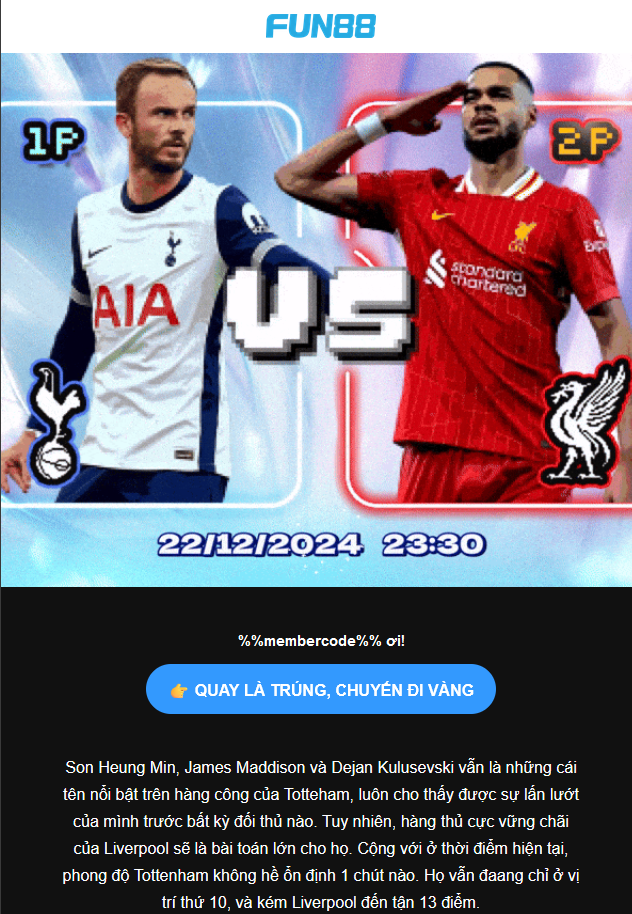 FUN88
1P
2P
AIA
standard
chartered
Exp
LFC
VS
22/12/2024 23:30
%%membercode%% ơi!
👉 QUAY LÀ TRÚNG, CHUYẾN ĐI VÀNG
Son Heung Min, James Maddison và Dejan Kulusevski vẫn là những cái
tên nổi bật trên hàng công của Totteham, luôn cho thấy được sự lấn lướt
của mình trước bất kỳ đối thủ nào. Tuy nhiên, hàng thủ cực vững chãi
của Liverpool sẽ là bài toán lớn cho họ. Cộng với ở thời điểm hiện tại,
phong độ Tottenham không hề ổn định 1 chút nào. Họ vẫn đaang chỉ ở vị
trí thứ 10, và kém Liverpool đến tận 13 điểm.